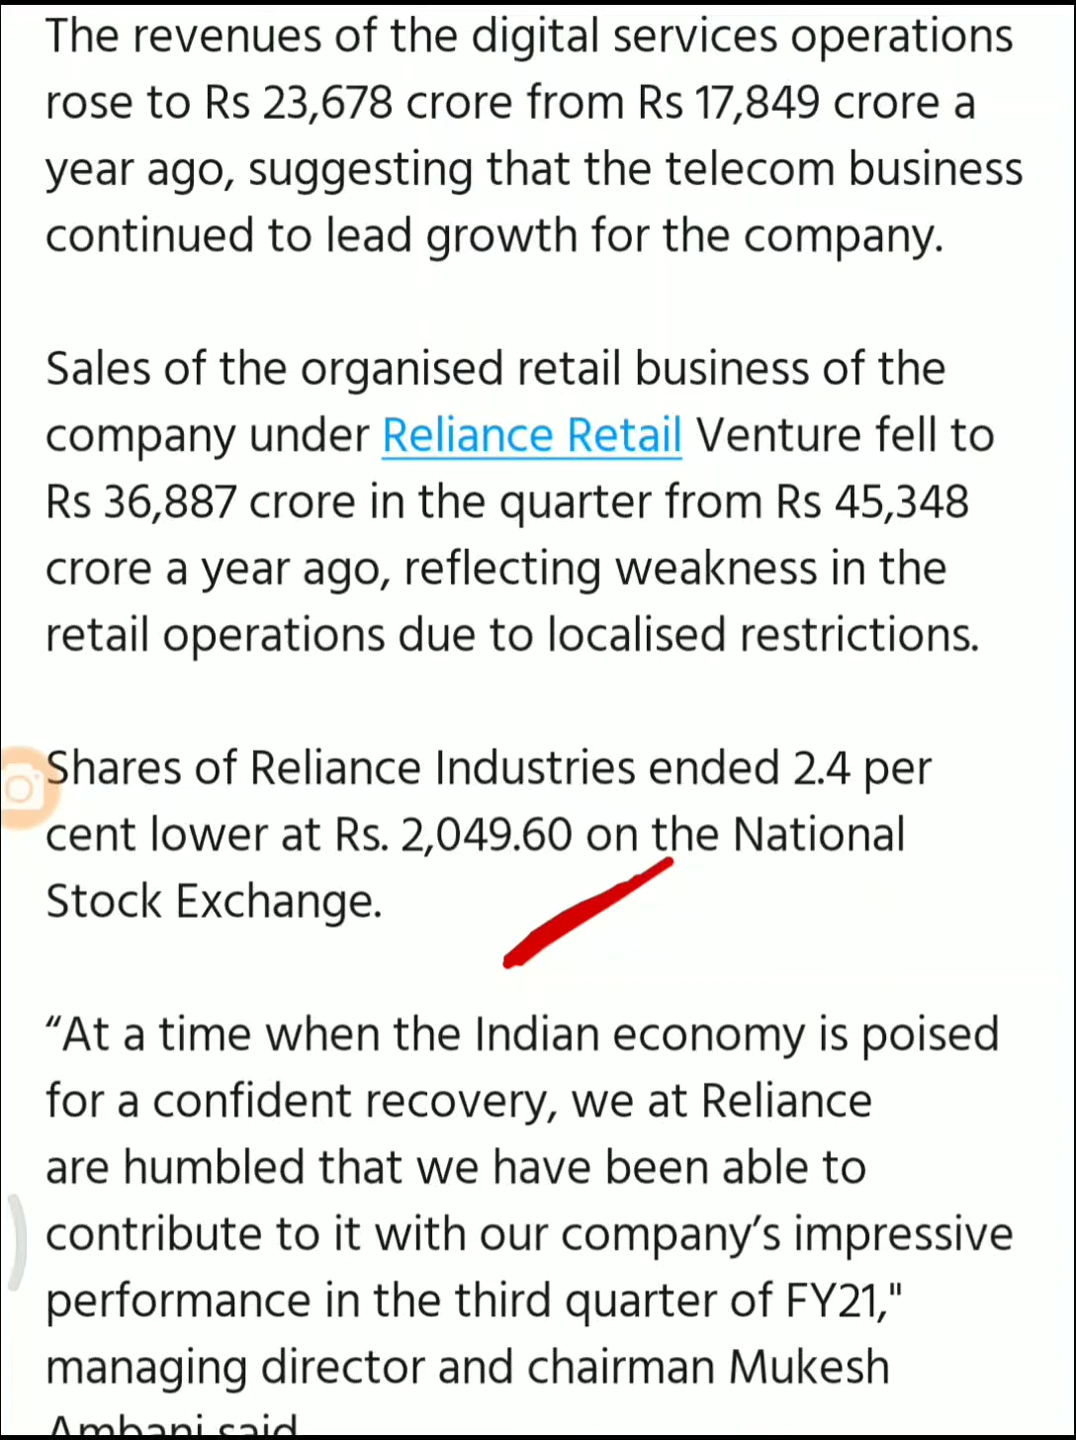 The revenues of the digital services operations
rose to Rs 23,678 crore from Rs 17,849 crore a
year ago, suggesting that the telecom business
continued to lead growth for the company.
Sales of the organised retail business of the
company under Reliance Retail Venture fell to
Rs 36,887 crore in the quarter from Rs 45,348
crore a year ago, reflecting weakness in the
retail operations due to localised restrictions.
Shares of Reliance Industries ended 2.4 per
cent lower at Rs. 2,049.60 on the National
Stock Exchange.
“At a time when the Indian economy is poised
for a confident recovery, we at Reliance
are humbled that we have been able to
contribute to it with our company’s impressive
performance in the third quarter of FY21,"
managing director and chairman Mukesh
Ambani said